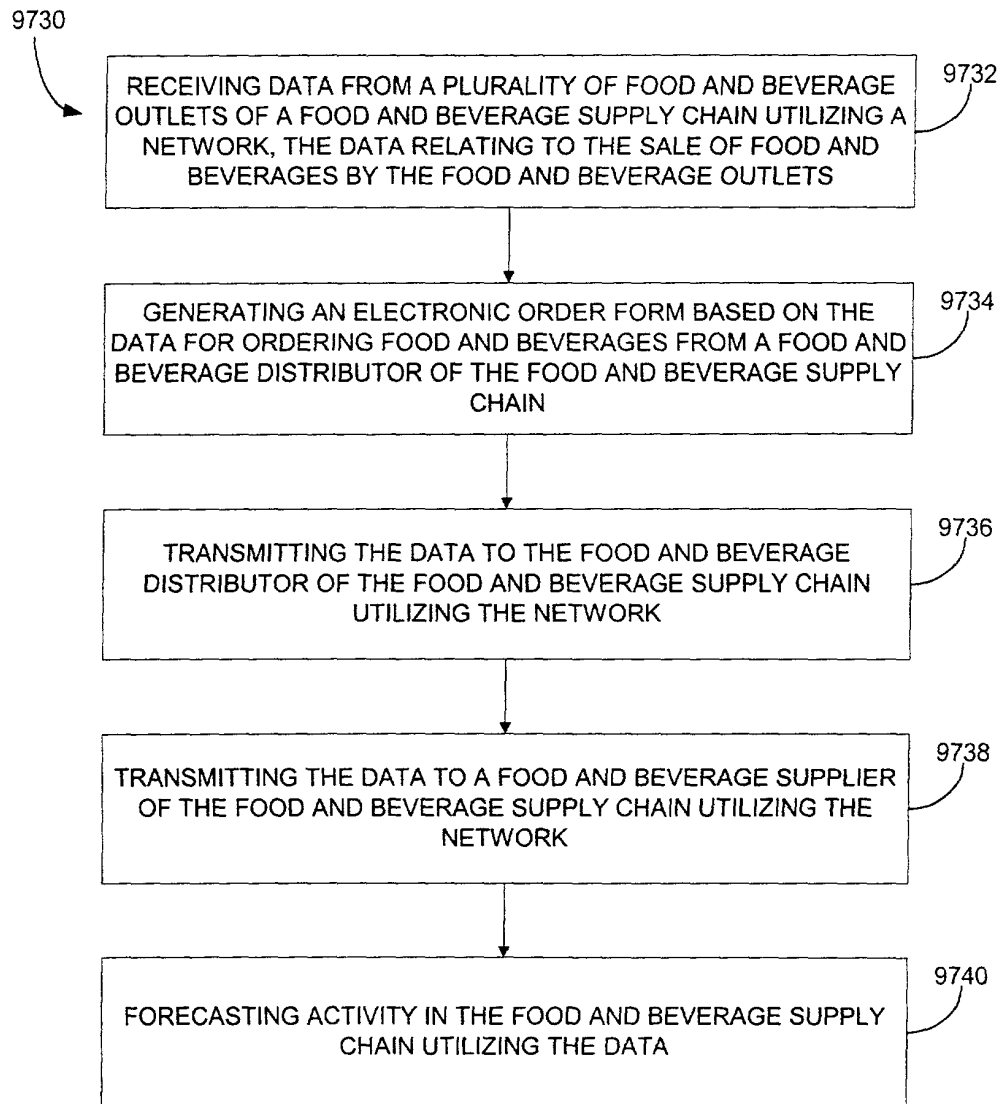 9730
RECEIVING DATA FROM A PLURALITY OF FOOD AND BEVERAGE
OUTLETS OF A FOOD AND BEVERAGE SUPPLY CHAIN UTILIZING A
NETWORK, THE DATA RELATING TO THE SALE OF FOOD AND
BEVERAGES BY THE FOOD AND BEVERAGE OUTLETS
9732
GENERATING AN ELECTRONIC ORDER FORM BASED ON THE
DATA FOR ORDERING FOOD AND BEVERAGES FROM A FOOD AND
BEVERAGE DISTRIBUTOR OF THE FOOD AND BEVERAGE SUPPLY
CHAIN
9734
TRANSMITTING THE DATA TO THE FOOD AND BEVERAGE
DISTRIBUTOR OF THE FOOD AND BEVERAGE SUPPLY CHAIN
UTILIZING THE NETWORK
9736
TRANSMITTING THE DATA TO A FOOD AND BEVERAGE SUPPLIER
OF THE FOOD AND BEVERAGE SUPPLY CHAIN UTILIZING THE
NETWORK
9738
FORECASTING ACTIVITY IN THE FOOD AND BEVERAGE SUPPLY
CHAIN UTILIZING THE DATA
9740